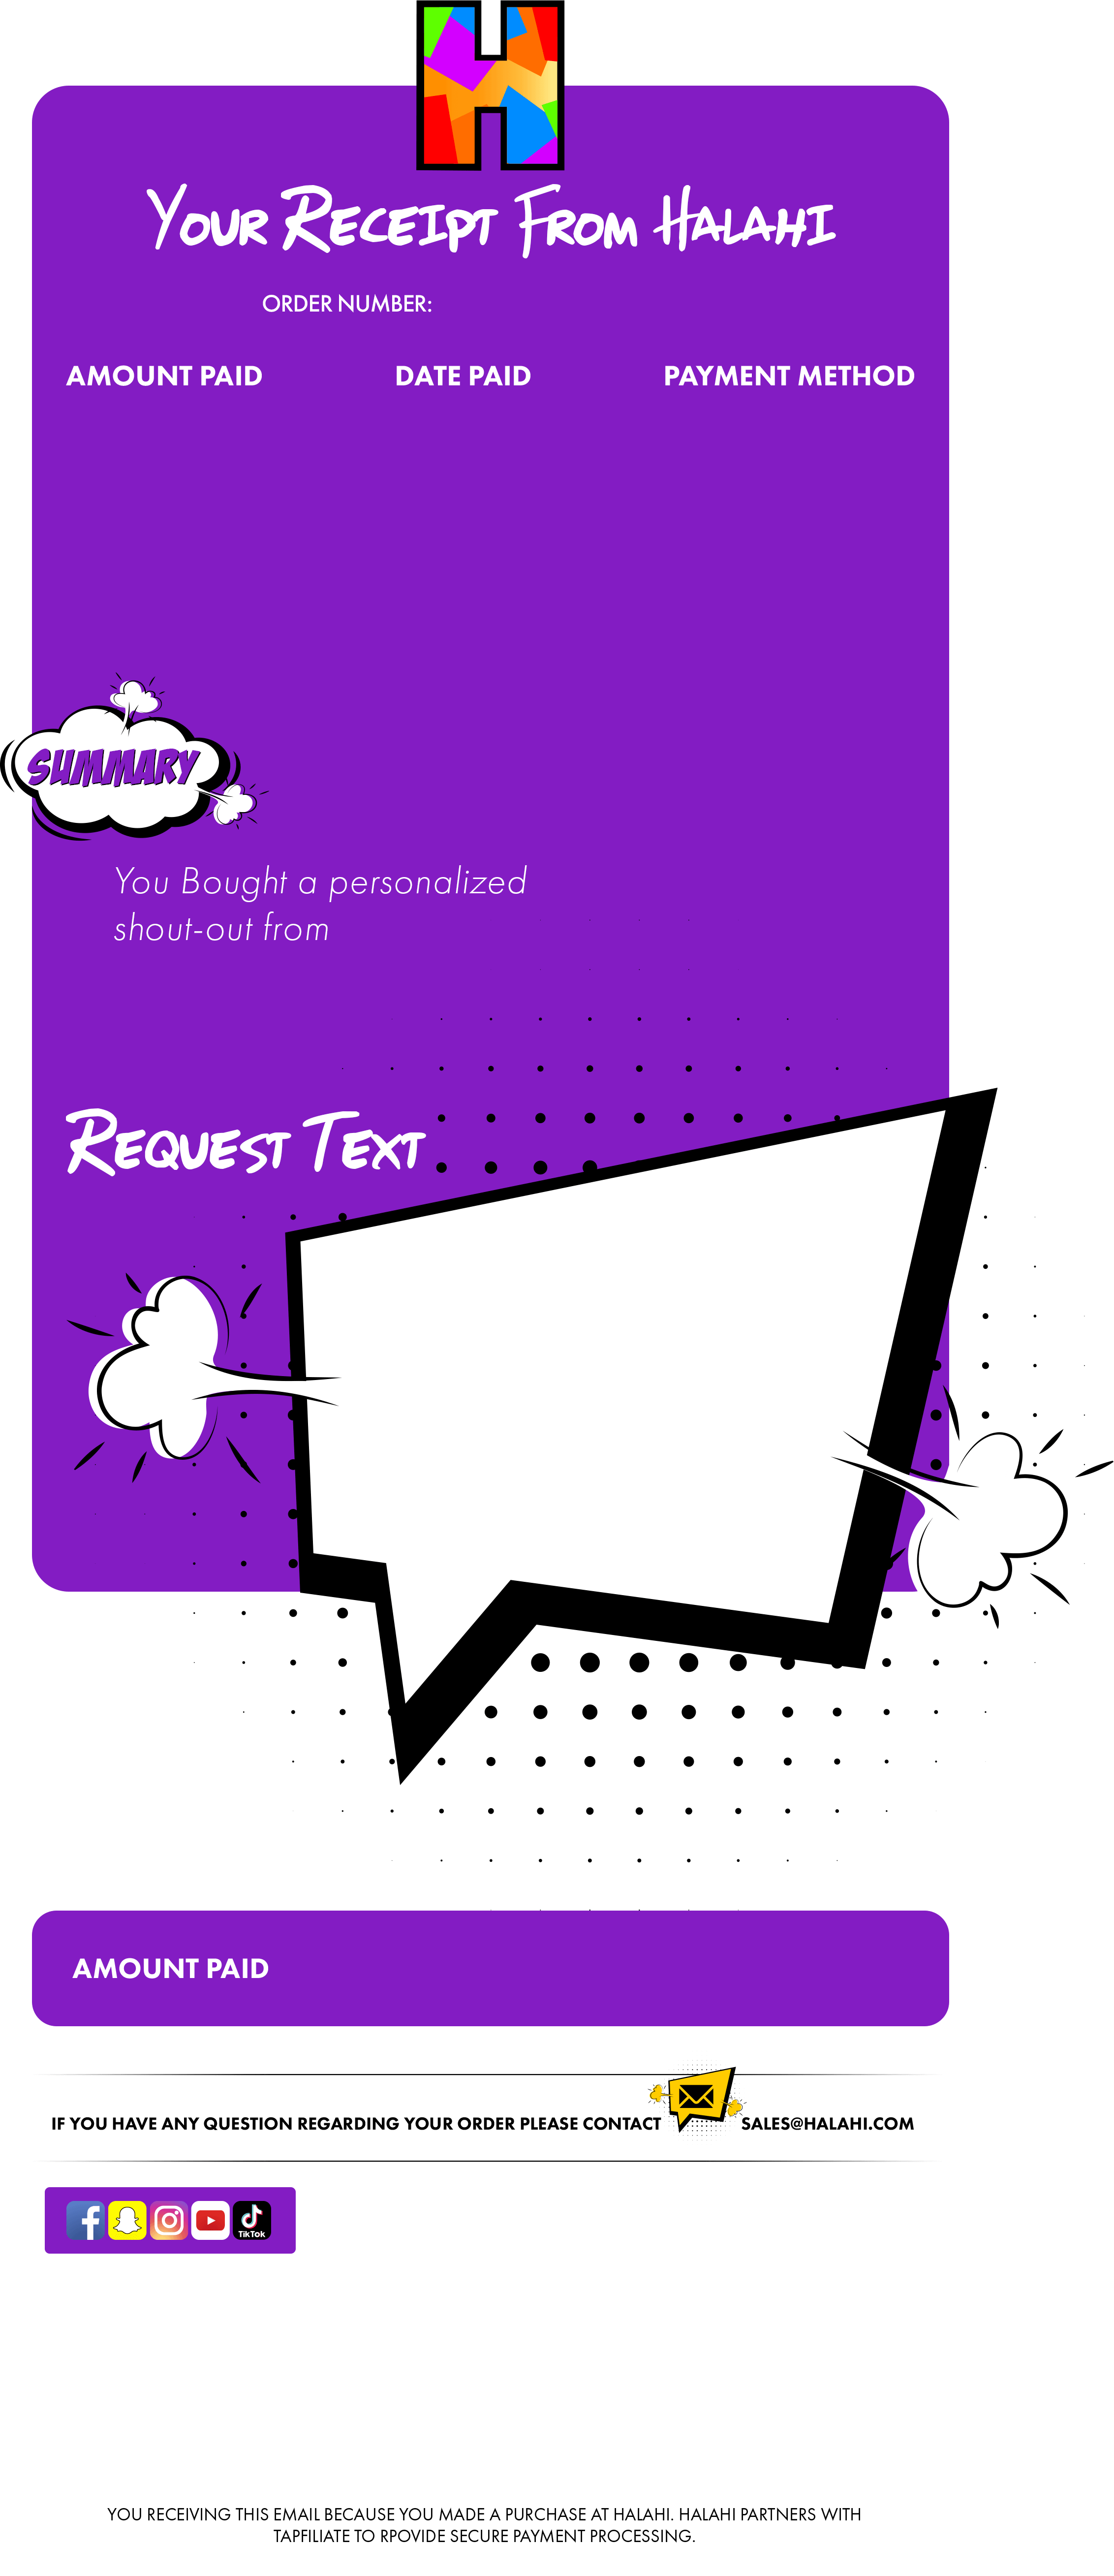 H
Your Receipt From Halahi
ORDER NUMBER:
AMOUNT PAID DATE PAID PAYMENT METHOD
SUMMARY
You Bought a personalized
shout-out from
Request Text
AMOUNT PAID
IF YOU HAVE ANY QUESTION REGARDING YOUR ORDER PLEASE CONTACT SALES@HALAHI.COM
TikTok
YOU RECEIVING THIS EMAIL BECAUSE YOU MADE A PURCHASE AT HALAHI. HALAHI PARTNERS WITH
TAPFILIATE TO RPOVIDE SECURE PAYMENT PROCESSING.